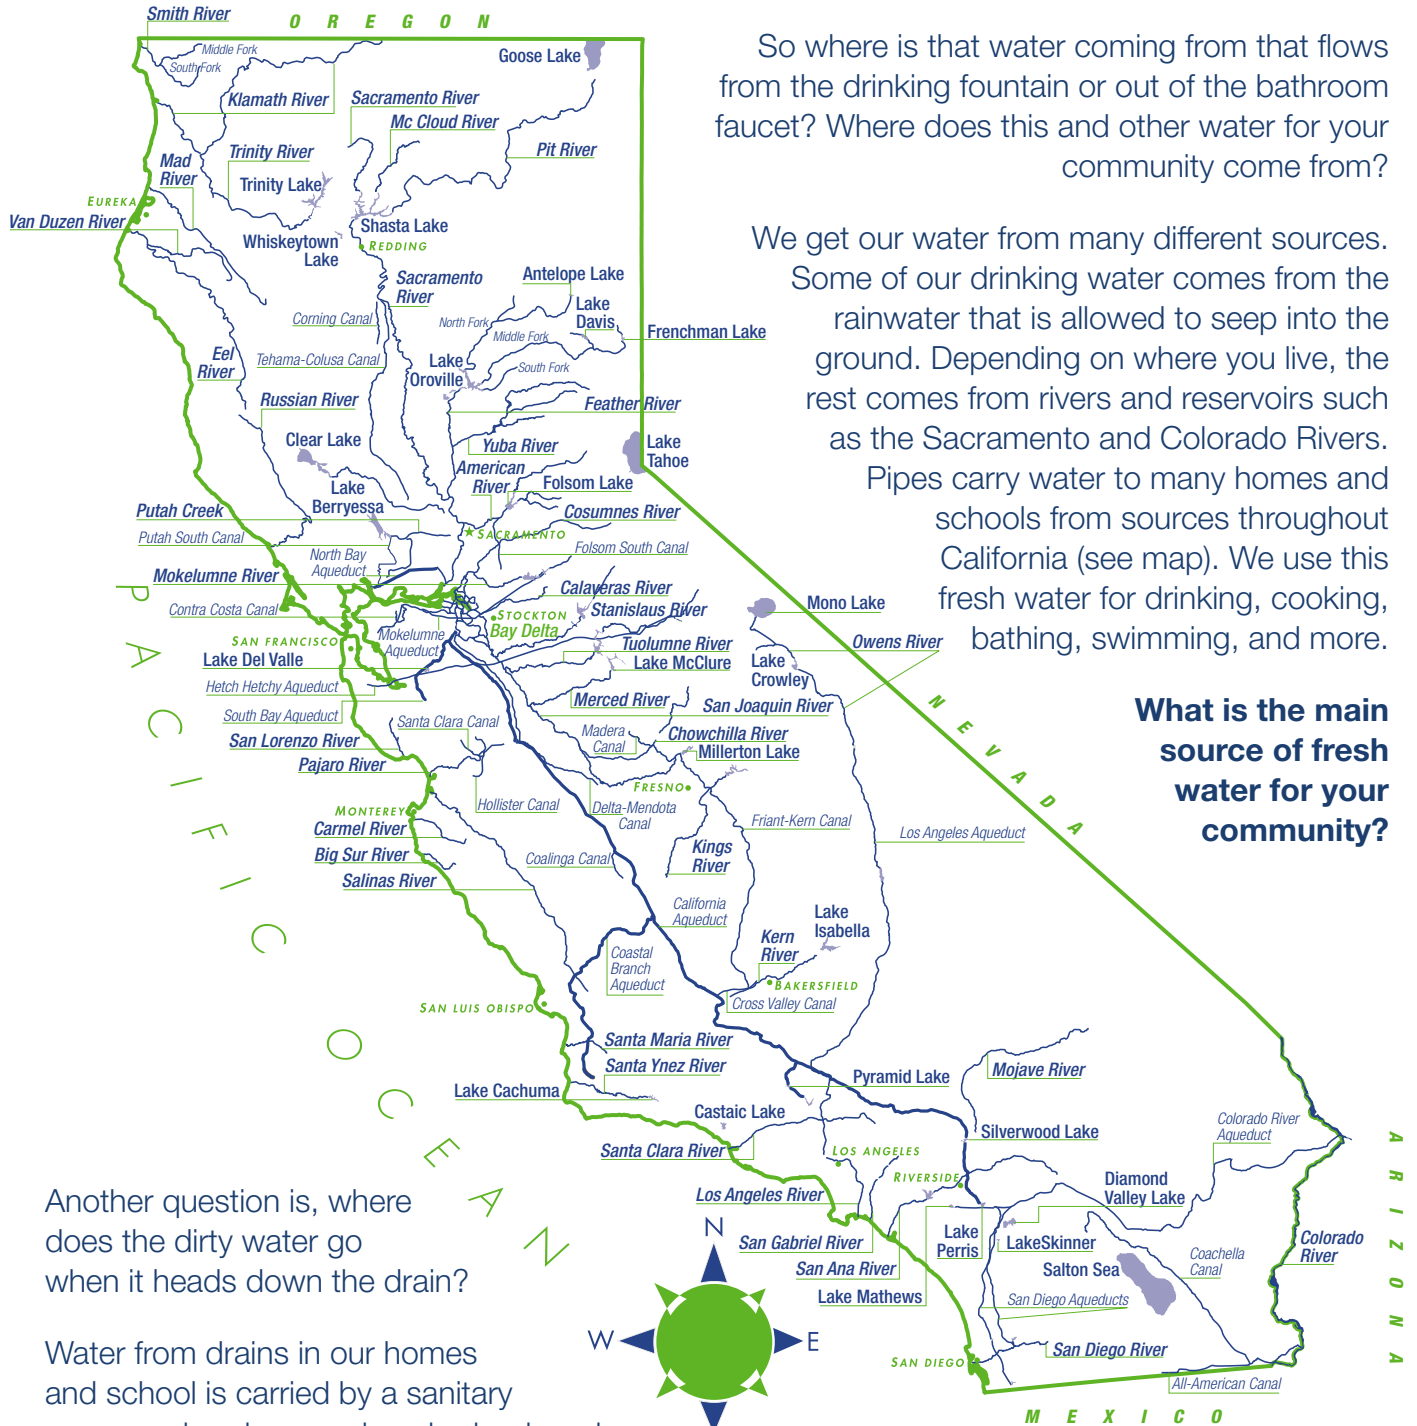 So where is that water coming from that flows
from the drinking fountain or out of the bathroom
faucet? Where does this and other water for your
community come from?
We get our water from many different sources.
Some of our drinking water comes from the
rainwater that is allowed to seep into the
ground. Depending on where you live, the
rest comes from rivers and reservoirs such
as the Sacramento and Colorado Rivers.
Pipes carry water to many homes and
schools from sources throughout
California (see map). We use this
fresh water for drinking, cooking,
bathing, swimming, and more.
What is the main
source of fresh
water for your
community?
OREGON
Smith River
Middle Fork
South Fork
Goose Lake
Klamath River
Sacramento River
Mc Cloud River
Pit River
Trinity River
Mad
River
Trinity Lake
EUREKA
Van Duzen River
Shasta Lake
Whiskeytown
Lake
REDDING
Sacramento
River
Antelope Lake
Lake
Davis
Corning Canal
North Fork
Middle Fork
Frenchman Lake
Eel
River
Tehama-Colusa Canal
Lake
Oroville
South Fork
Russian River
Feather River
Clear Lake
Yuba River
Lake
Tahoe
American
River
Folsom Lake
Lake
Berryessa
Putah Creek
Cosumnes River
Putah South Canal
SACRAMENTO
North Bay
Aqueduct
Folsom South Canal
Mokelumne River
Calaveras River
Contra Costa Canal
STOCKTON
Stanislaus River
Mono Lake
SAN FRANCISCO
Mokelumne
Aqueduct
Bay Delta
Tuolumne River
Owens River
Lake Del Valle
Lake McClure
Lake
Crowley
Hetch Hetchy Aqueduct
Merced River
San Joaquin River
South Bay Aqueduct
Santa Clara Canal
Madera
Canal
Chowchilla River
San Lorenzo River
Millerton Lake
Pajaro River
FRESNO
NEVADA
MONTEREY
Hollister Canal
Delta-Mendota
Canal
Friant-Kern Canal
Los Angeles Aqueduct
Carmel River
Big Sur River
Coalinga Canal
Kings
River
Salinas River
California
Aqueduct
Lake
Isabella
Coastal
Branch
Aqueduct
Kern
River
BAKERSFIELD
Cross Valley Canal
SAN LUIS OBISPO
PACIFIC OCEAN
Santa Maria River
Santa Ynez River
Mojave River
Lake Cachuma
Pyramid Lake
Castaic Lake
Colorado River
Aqueduct
Silverwood Lake
Santa Clara River
LOS ANGELES
RIVERSIDE
Diamond
Valley Lake
Los Angeles River
San Gabriel River
Lake
Perris
LakeSkinner
Coachella
Canal
Colorado
River
San Ana River
Salton Sea
Lake Mathews
San Diego Aqueducts
ARIZONA
San Diego River
SAN DIEGO
All-American Canal
MEXICO
N
W
E
Another question is, where
does the dirty water go
when it heads down the drain?
Water from drains in our homes
and school is carried by a sanitary